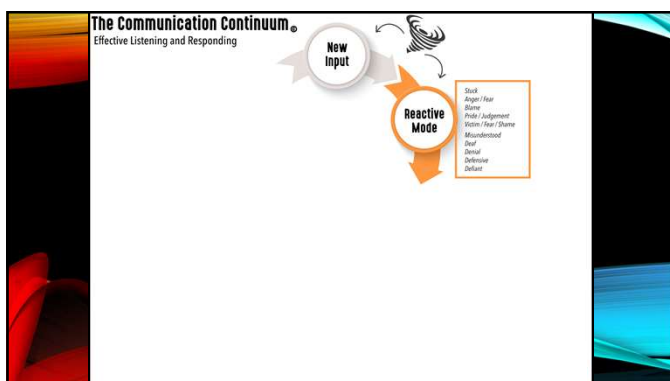 The Communication Continuum®
Effective Listening and Responding
New
Input
Reactive
Mode
Stuck
Anger / Fear
Blame
Pride / Judgement
Victim / Fear / Shame
Misunderstood
Deaf
Denial
Defensive
Defiant